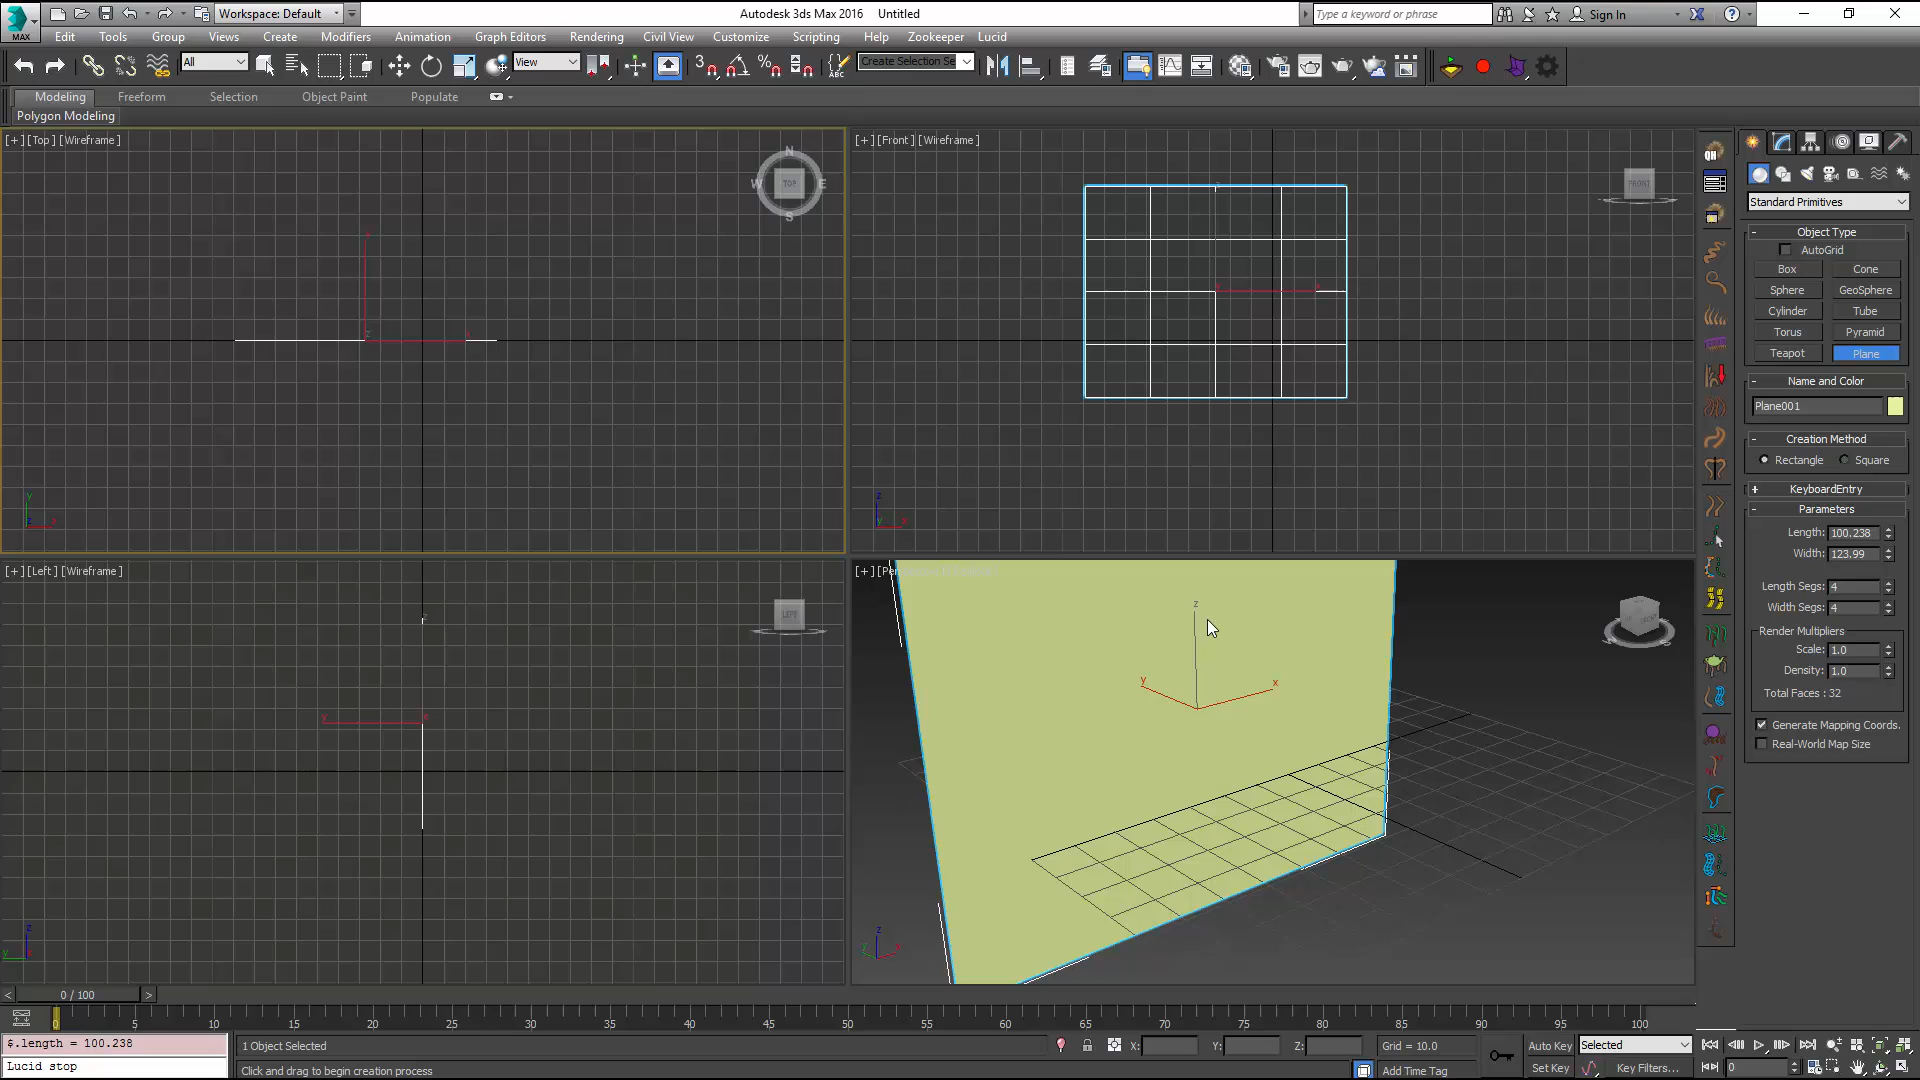 MAX
Workspace: Default
Autodesk 3ds Max 2016 Untitled
Type a keyword or phrase
Sign In
Edit Tools Group Views Create Modifiers Animation Graph Editors Rendering Civil View Customize Scripting Help Zookeeper Lucid
All
View
3
ABC
Create Selection Se
Modeling Freeform Selection Object Paint Populate
Polygon Modeling
[+] [Top] [Wireframe]
N
W TOP E
S
z
y
z x
[+] [Front] [Wireframe]
FRONT
x
z
y x
[+] [Left] [Wireframe]
LEFT
y x
z
y x
z
y x
z
x
QH
Standard Primitives
- Object Type
AutoGrid
Box Cone
Sphere GeoSphere
Cylinder Tube
Torus Pyramid
Teapot Plane
- Name and Color
Plane001
- Creation Method
Rectangle Square
+ KeyboardEntry
- Parameters
Length: 100.238
Width: 123.99
Length Segs: 4
Width Segs: 4
Render Multipliers
Scale: 1.0
Density: 1.0
Total Faces : 32
Generate Mapping Coords.
Real-World Map Size
< 0 / 100 >
0 5 10 15 20 25 30 35 40 45 50 55 60 65 70 75 80 85 90 95 100
$.length = 100.238
Lucid stop
1 Object Selected
X: Y: Z: Grid = 10.0
Click and drag to begin creation process
Add Time Tag
Auto Key Selected
Set Key Key Filters...
0